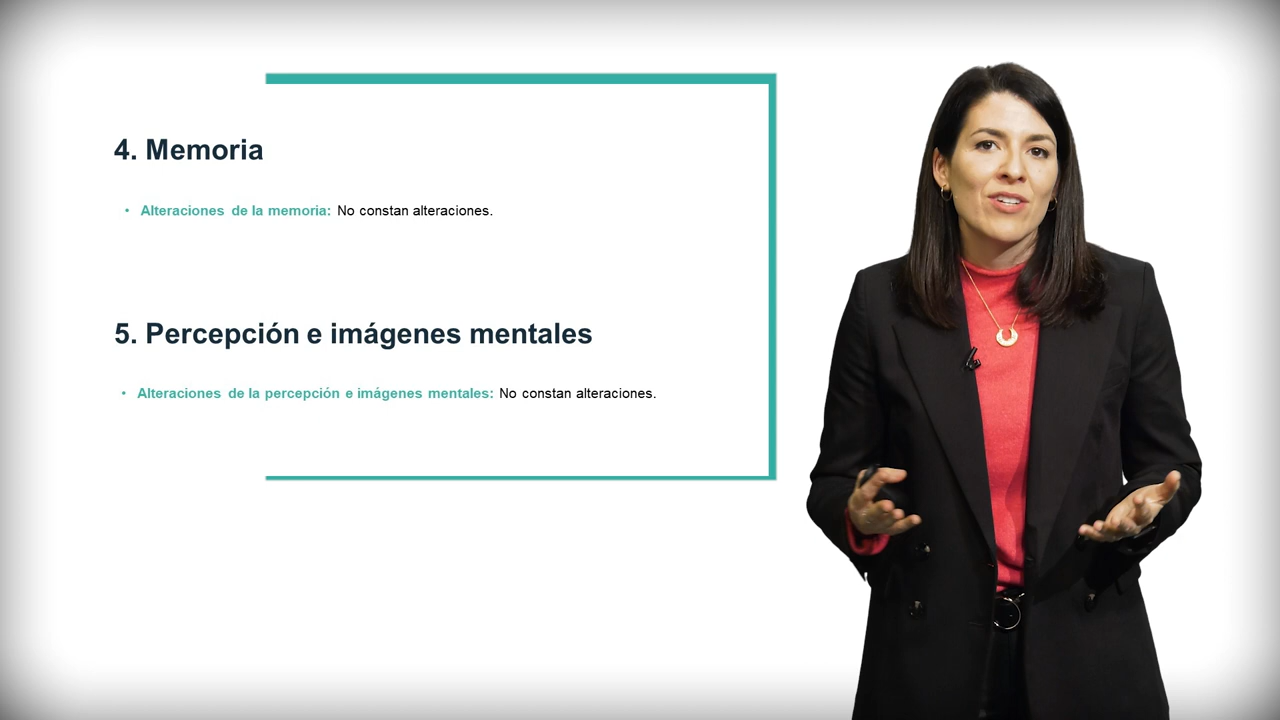 4. Memoria
• Alteraciones de la memoria: No constan alteraciones.
5. Percepción e imágenes mentales
• Alteraciones de la percepción e imágenes mentales: No constan alteraciones.